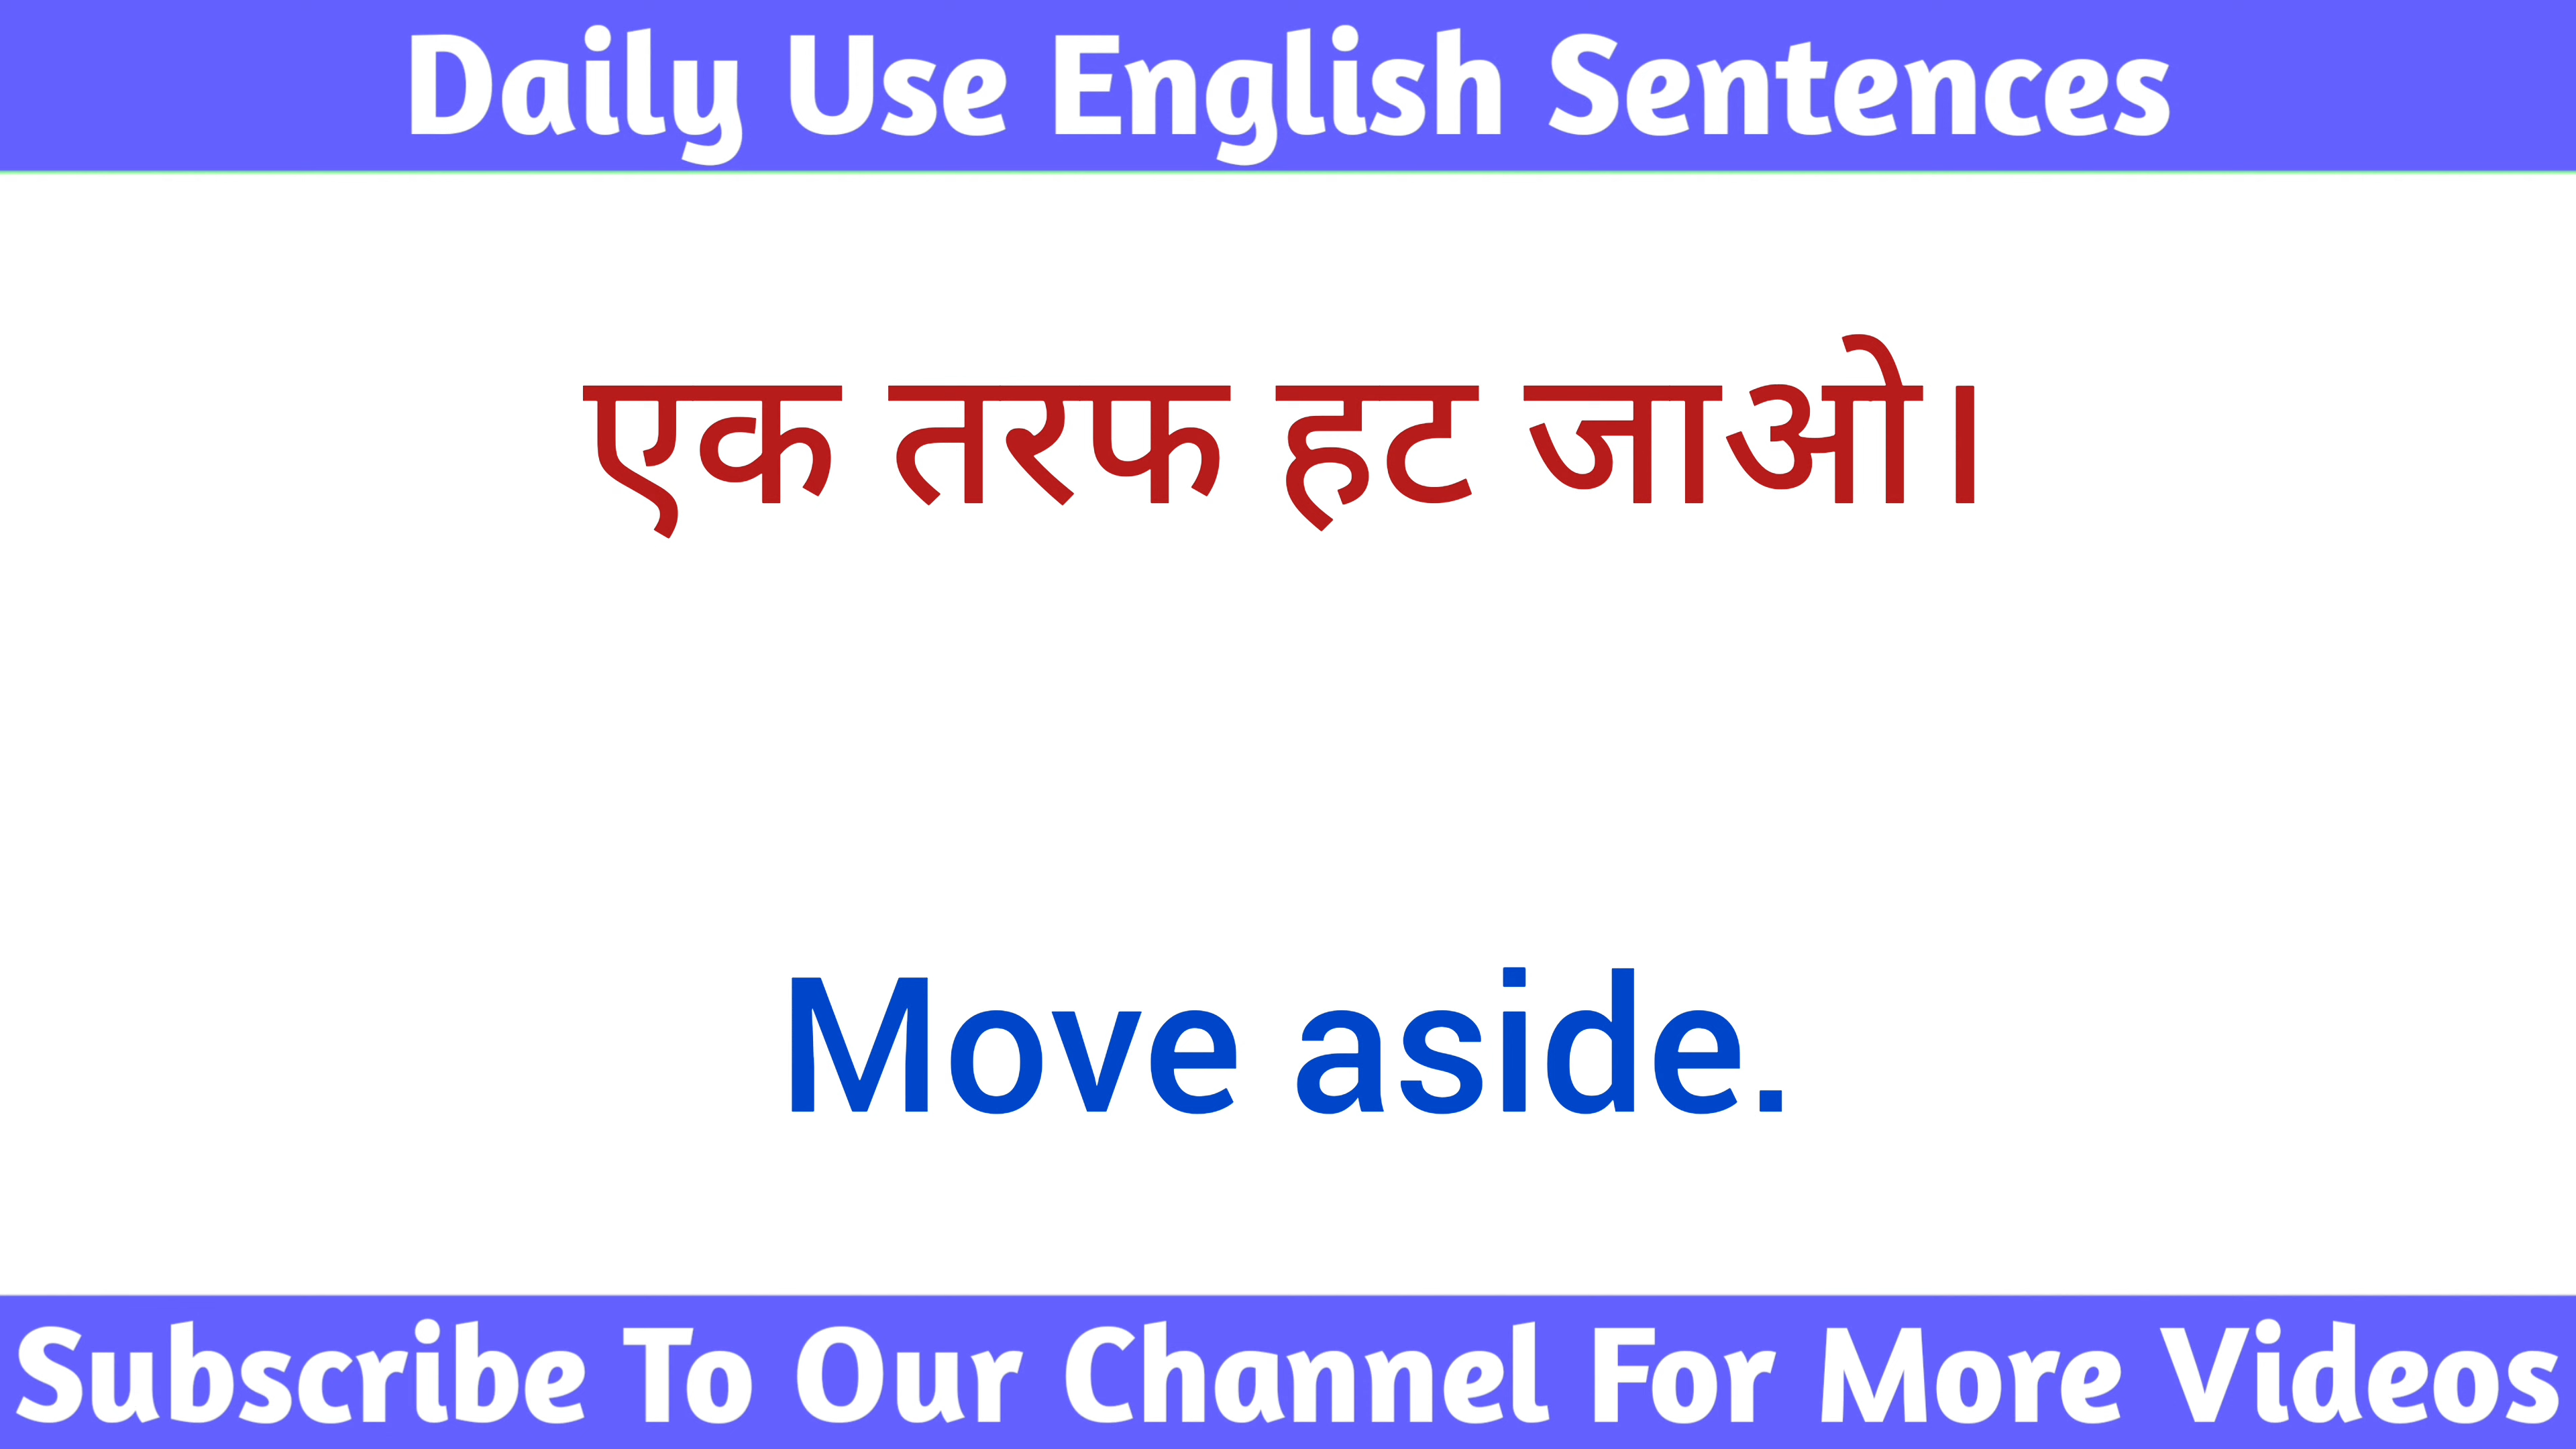 Daily Use English Sentences
एक तरफ हट जाओ।
Move aside.
Subscribe To Our Channel For More Videos